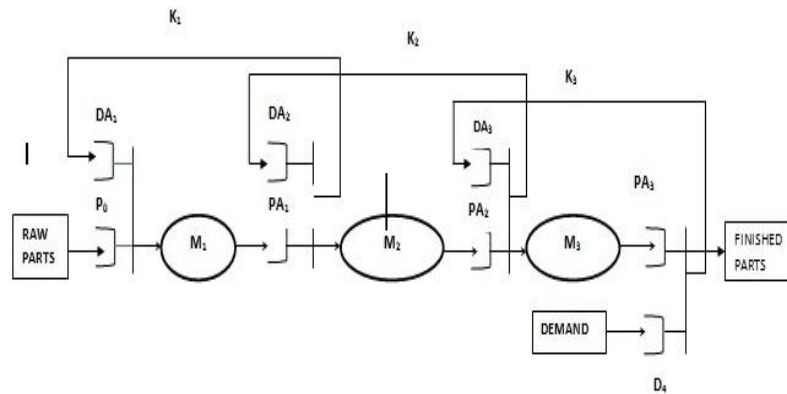 K₁
K₂
K₃
DA₁
DA₂
DA₃
P₀
PA₁
PA₂
PA₃
RAW
PARTS
M₁
M₂
M₃
FINISHED
PARTS
DEMAND
D₄